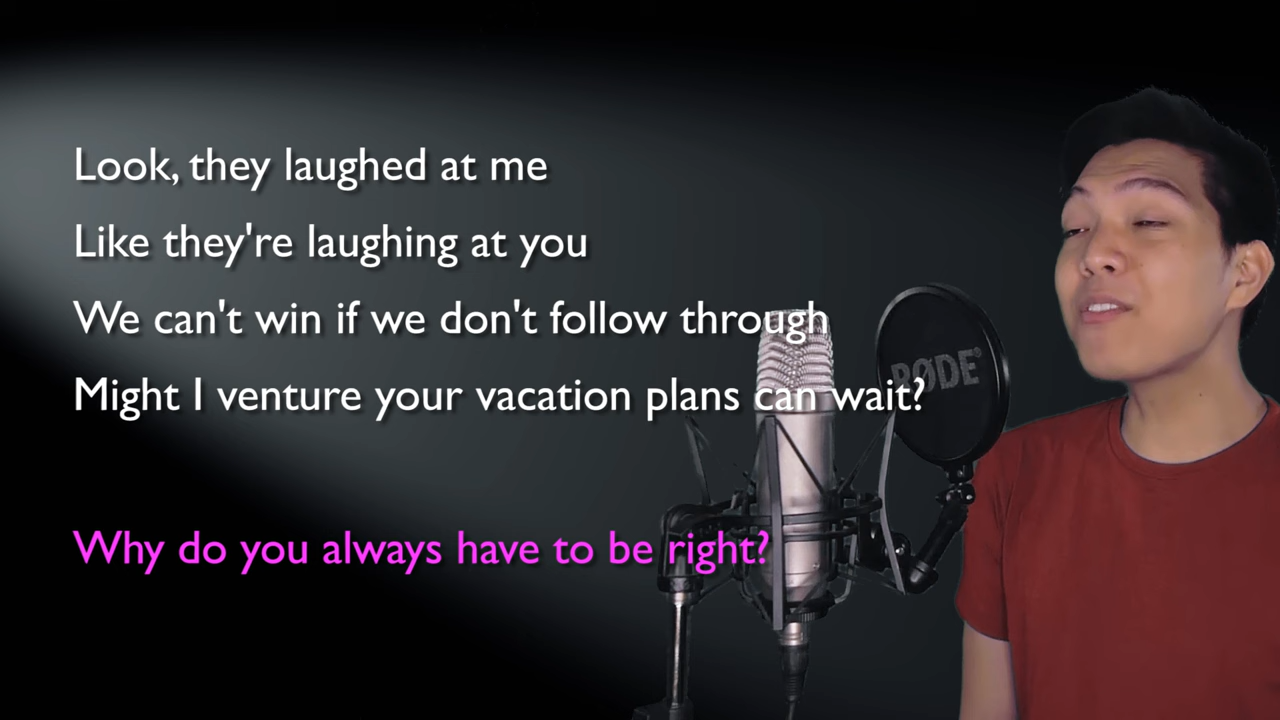 Look, they laughed at me
Like they're laughing at you
We can't win if we don't follow through
Might I venture your vacation plans can wait?
Why do you always have to be right?
RØDE